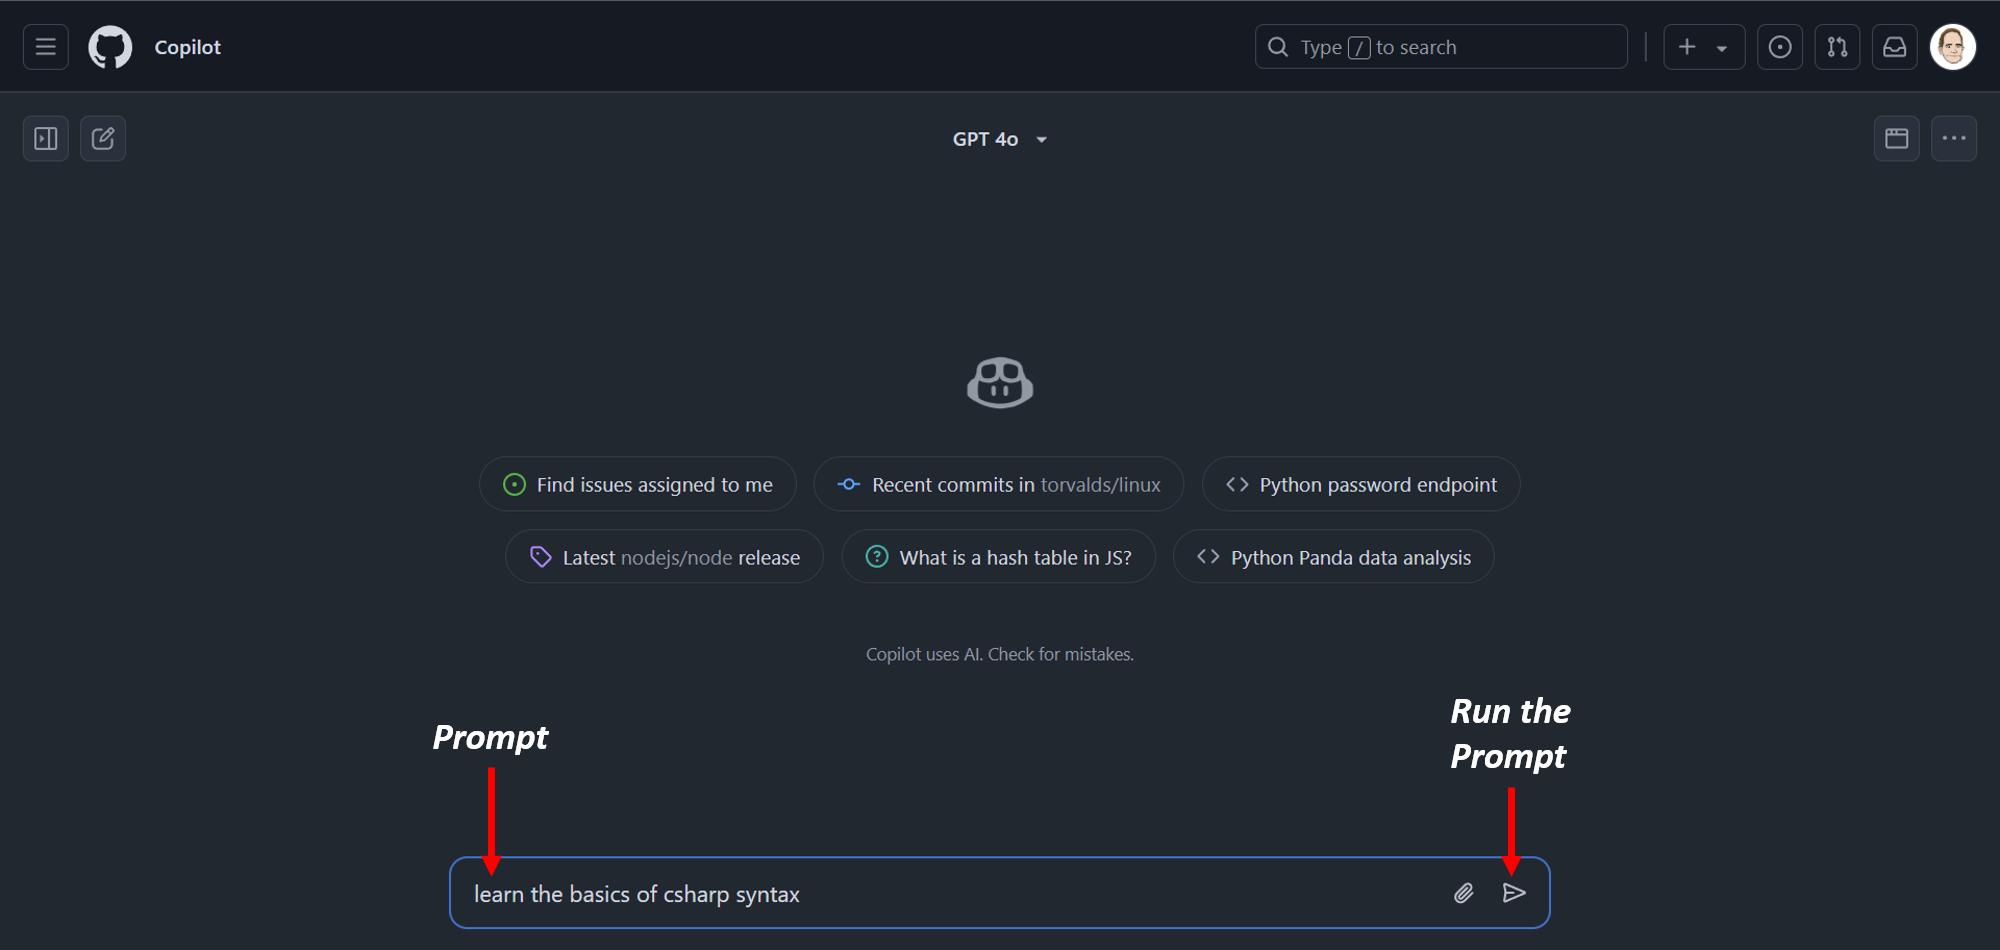 Copilot
Type / to search
GPT 4o
Find issues assigned to me
Recent commits in torvalds/linux
Python password endpoint
Latest nodejs/node release
What is a hash table in JS?
Python Panda data analysis
Copilot uses AI. Check for mistakes.
Prompt
Run the
Prompt
learn the basics of csharp syntax